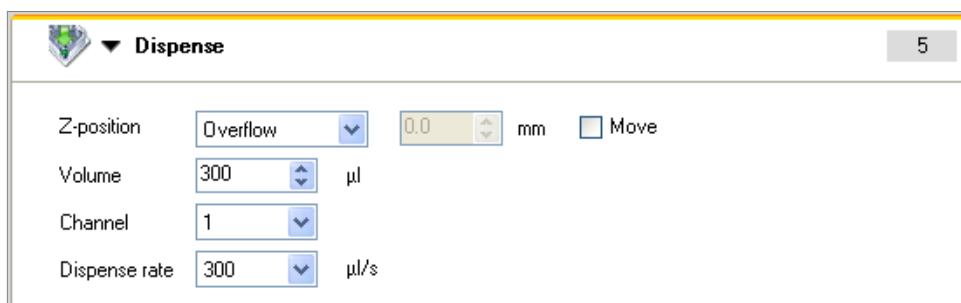 Dispense 5
Z-position Overflow 0.0 mm Move
Volume 300 µl
Channel 1
Dispense rate 300 µl/s